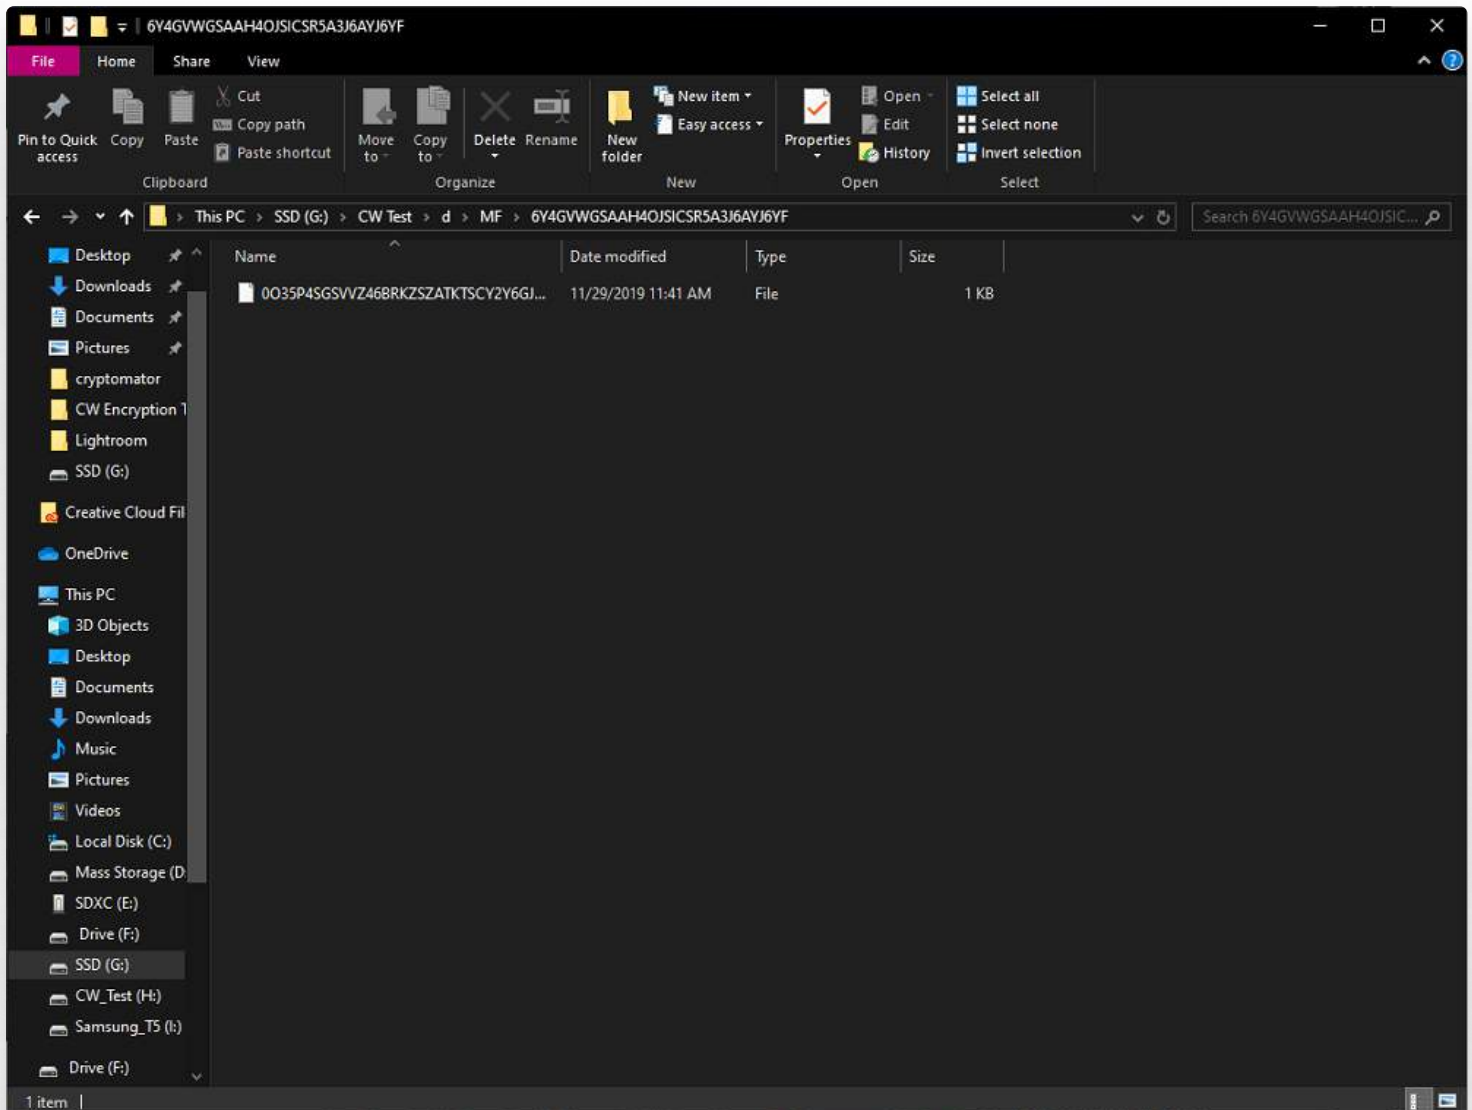 6Y4GVWGSAAH4OJSICSR5A3J6AYJ6YF
File Home Share View
Pin to Quick access
Copy
Paste
Cut
Copy path
Paste shortcut
Clipboard
Move to
Copy to
Delete
Rename
Organize
New folder
New item
Easy access
New
Properties
Open
Edit
History
Open
Select all
Select none
Invert selection
Select
This PC > SSD (G:) > CW Test > d > MF > 6Y4GVWGSAAH4OJSICSR5A3J6AYJ6YF
Search 6Y4GVWGSAAH4OJSIC...
Name Date modified Type Size
0O35P4SGSVVZ46BRKZSZATKTSCY2Y6GJ... 11/29/2019 11:41 AM File 1 KB
Desktop
Downloads
Documents
Pictures
cryptomator
CW Encryption T
Lightroom
SSD (G:)
Creative Cloud Fil
OneDrive
This PC
3D Objects
Desktop
Documents
Downloads
Music
Pictures
Videos
Local Disk (C:)
Mass Storage (D:
SDXC (E:)
Drive (F:)
SSD (G:)
CW_Test (H:)
Samsung_T5 (I:)
Drive (F:)
1 item